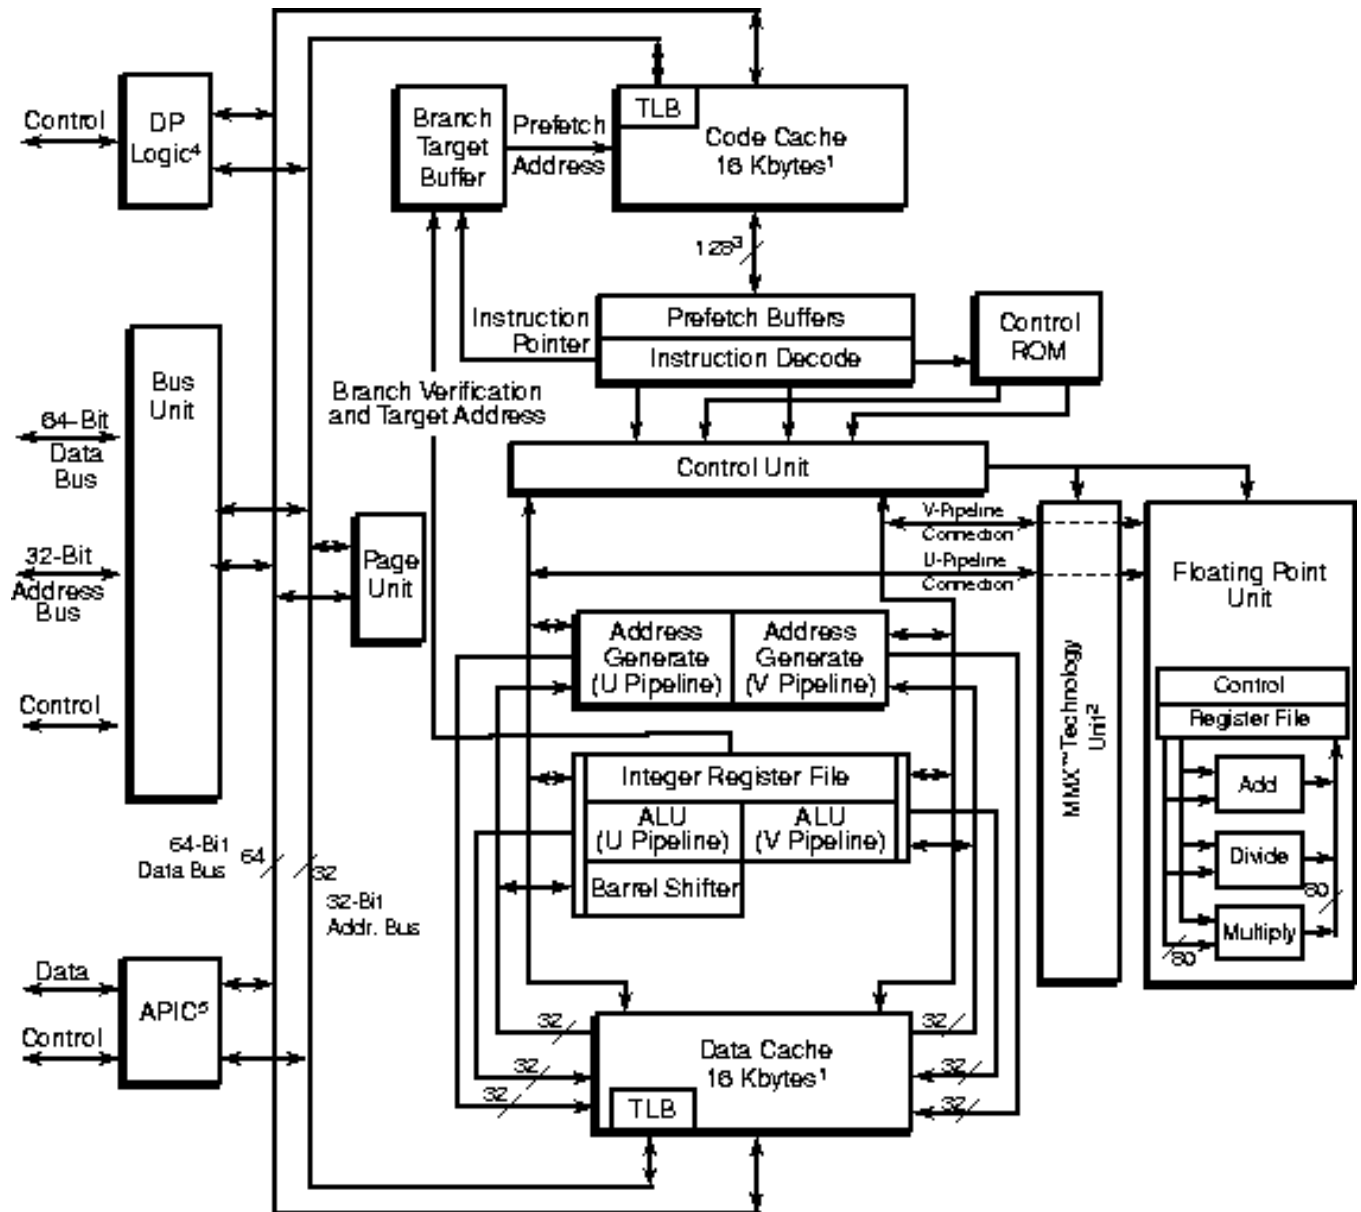 Control
DP
Logic⁴
Branch
Target
Buffer
Prefetch
Address
TLB
Code Cache
16 Kbytes¹
128³
Instruction
Pointer
Prefetch Buffers
Instruction Decode
Control
ROM
Bus
Unit
64-Bit
Data
Bus
32-Bit
Address
Bus
Control
Branch Verification
and Target Address
Control Unit
V-Pipeline
Connection
U-Pipeline
Connection
Page
Unit
Address
Generate
(U Pipeline)
Address
Generate
(V Pipeline)
MMX™ Technology
Unit²
Floating Point
Unit
Control
Register File
Add
Divide
Multiply
80
80
Integer Register File
ALU
(U Pipeline)
ALU
(V Pipeline)
Barrel Shifter
64-Bit
Data Bus
64
32
32-Bit
Addr. Bus
Data
Control
APIC⁵
32
32
32
Data Cache
16 Kbytes¹
TLB
32
32
32